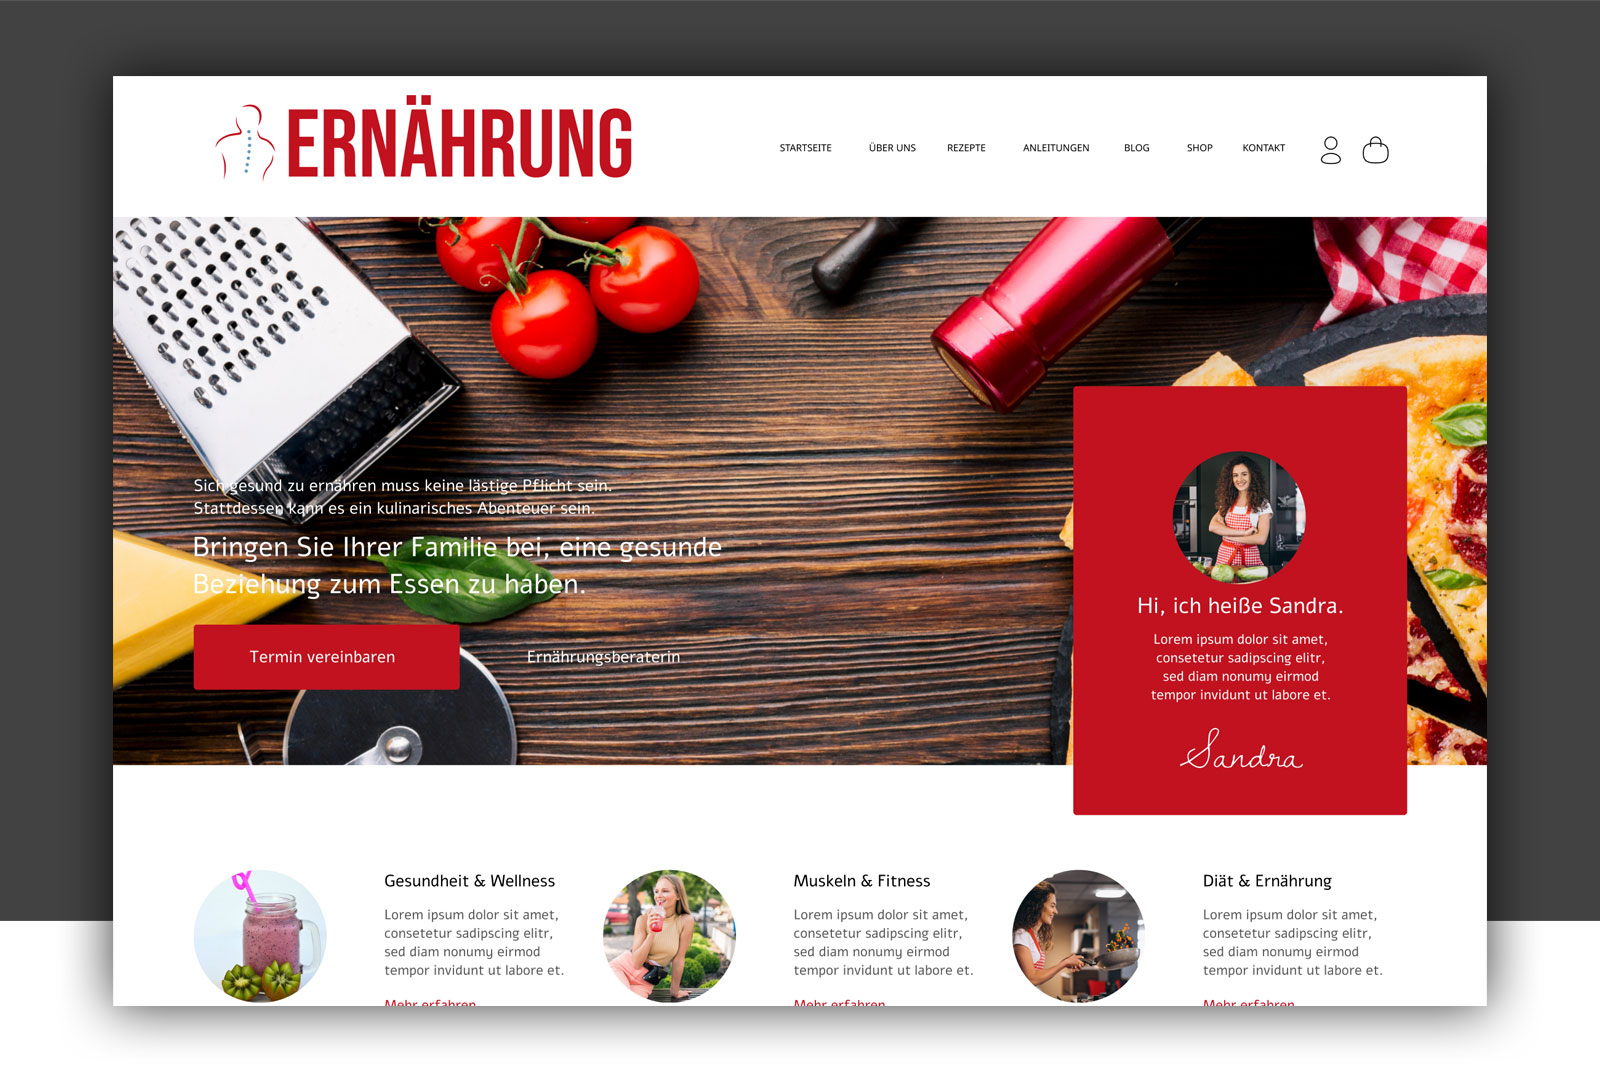 ERNÄHRUNG
STARTSEITE
ÜBER UNS
REZEPTE
ANLEITUNGEN
BLOG
SHOP
KONTAKT
Sich gesund zu ernähren muss keine lästige Pflicht sein.
Stattdessen kann es ein kulinarisches Abenteuer sein.
Bringen Sie Ihrer Familie bei, eine gesunde
Beziehung zum Essen zu haben.
Termin vereinbaren
Ernährungsberaterin
Hi, ich heiße Sandra.
Lorem ipsum dolor sit amet,
consetetur sadipscing elitr,
sed diam nonumy eirmod
tempor invidunt ut labore et.
Sandra
Gesundheit & Wellness
Lorem ipsum dolor sit amet,
consetetur sadipscing elitr,
sed diam nonumy eirmod
tempor invidunt ut labore et.
Mehr erfahren
Muskeln & Fitness
Lorem ipsum dolor sit amet,
consetetur sadipscing elitr,
sed diam nonumy eirmod
tempor invidunt ut labore et.
Mehr erfahren
Diät & Ernährung
Lorem ipsum dolor sit amet,
consetetur sadipscing elitr,
sed diam nonumy eirmod
tempor invidunt ut labore et.
Mehr erfahren